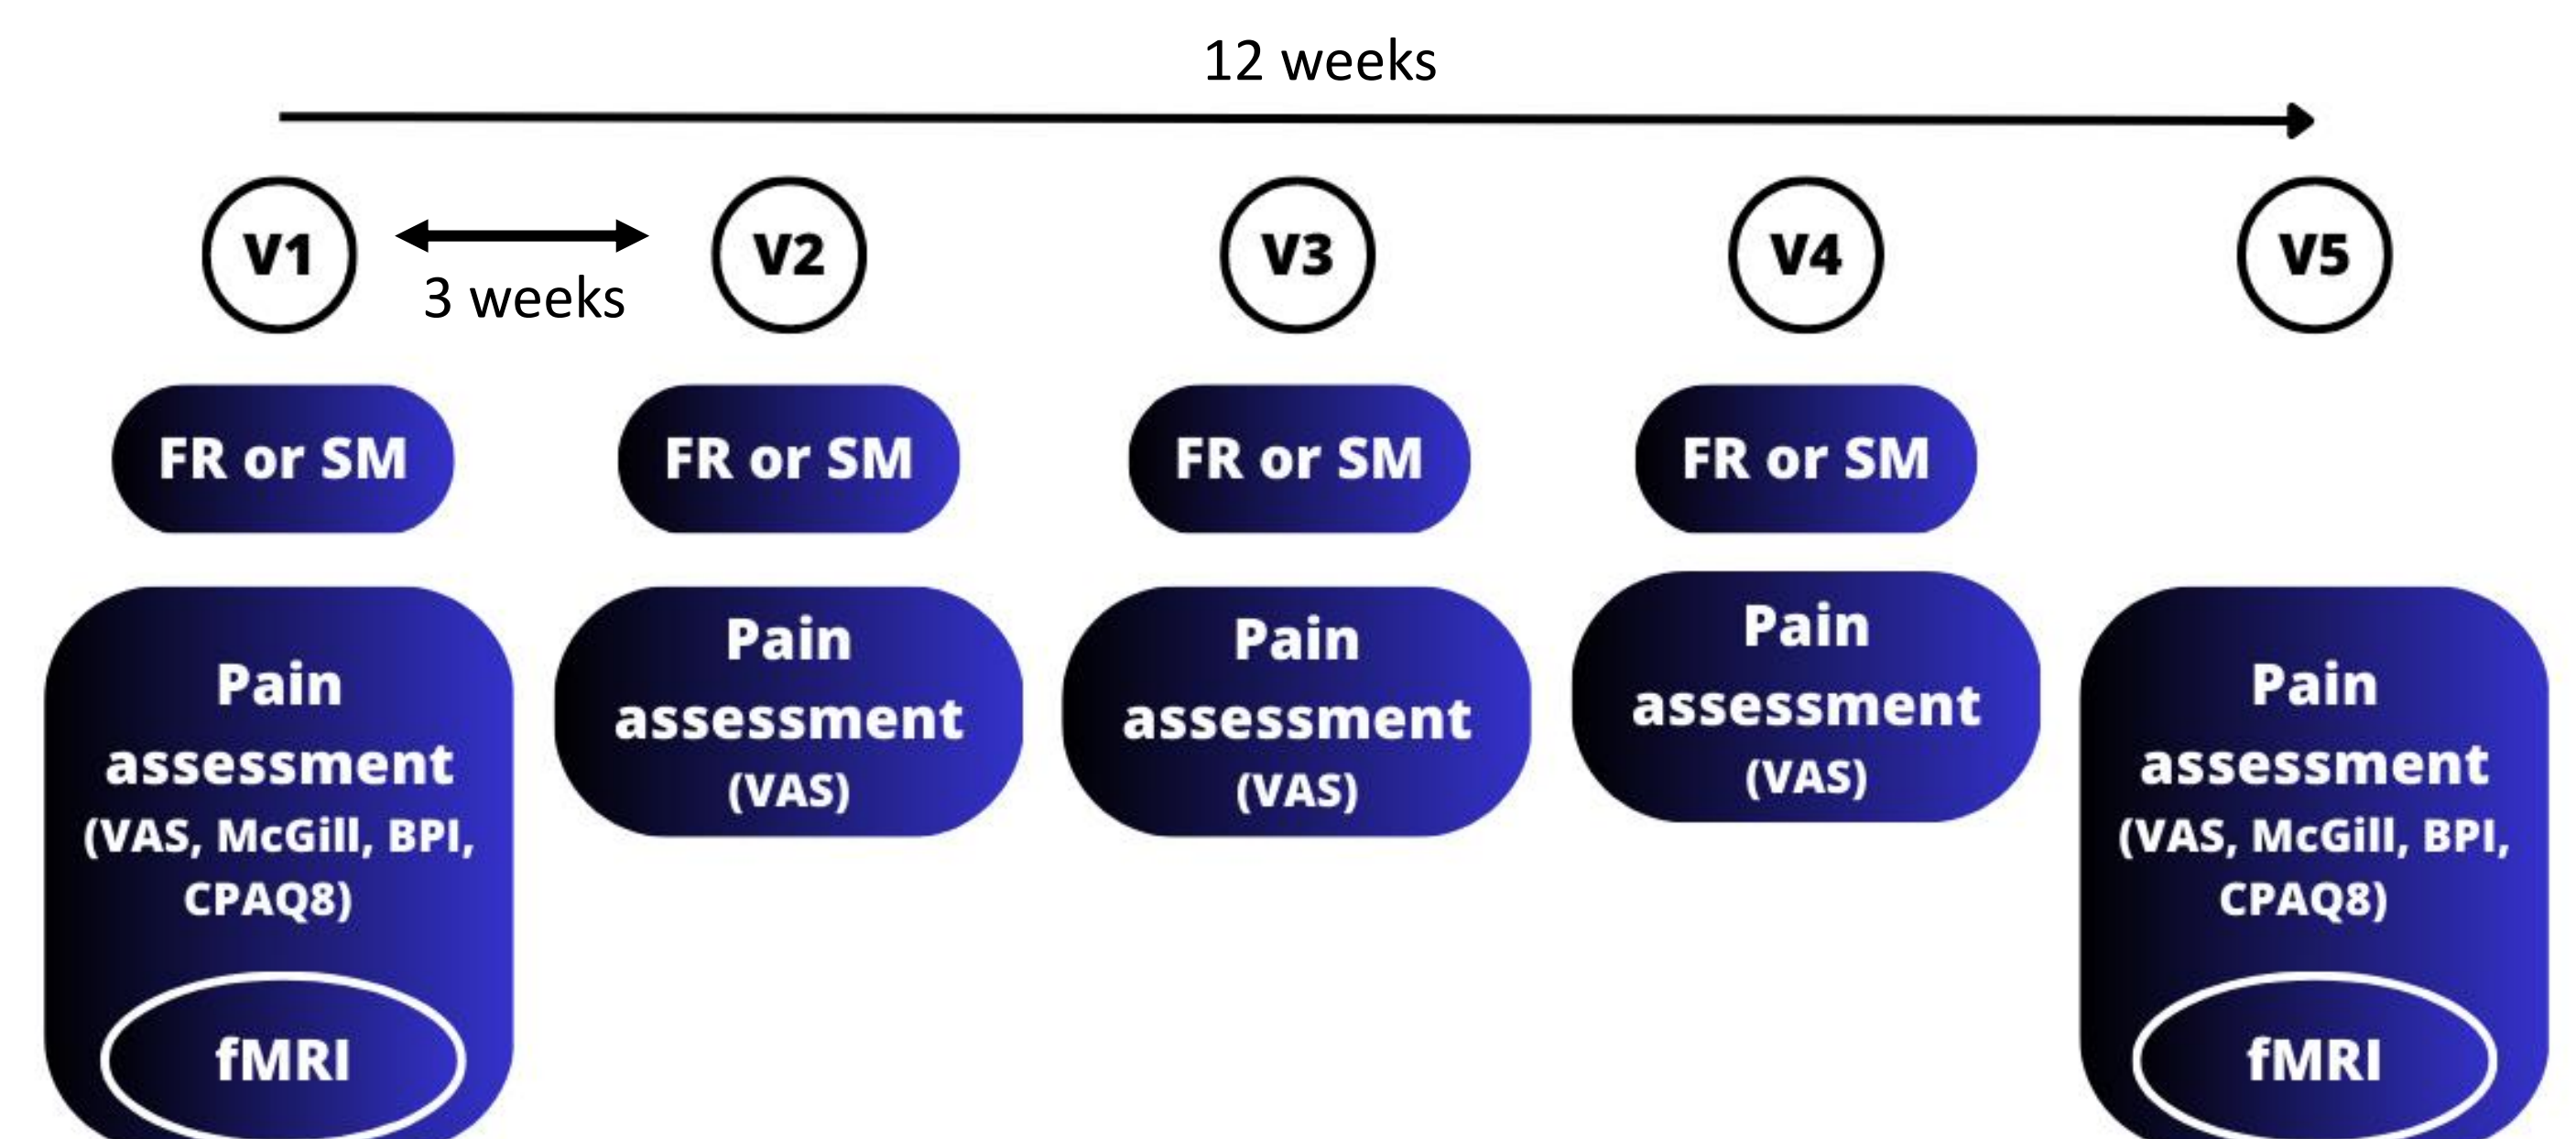 12 weeks
V1
V2
V3
V4
V5
3 weeks
FR or SM
FR or SM
FR or SM
FR or SM
Pain
assessment
(VAS, McGill, BPI,
CPAQ8)
fMRI
Pain
assessment
(VAS)
Pain
assessment
(VAS)
Pain
assessment
(VAS)
Pain
assessment
(VAS, McGill, BPI,
CPAQ8)
fMRI